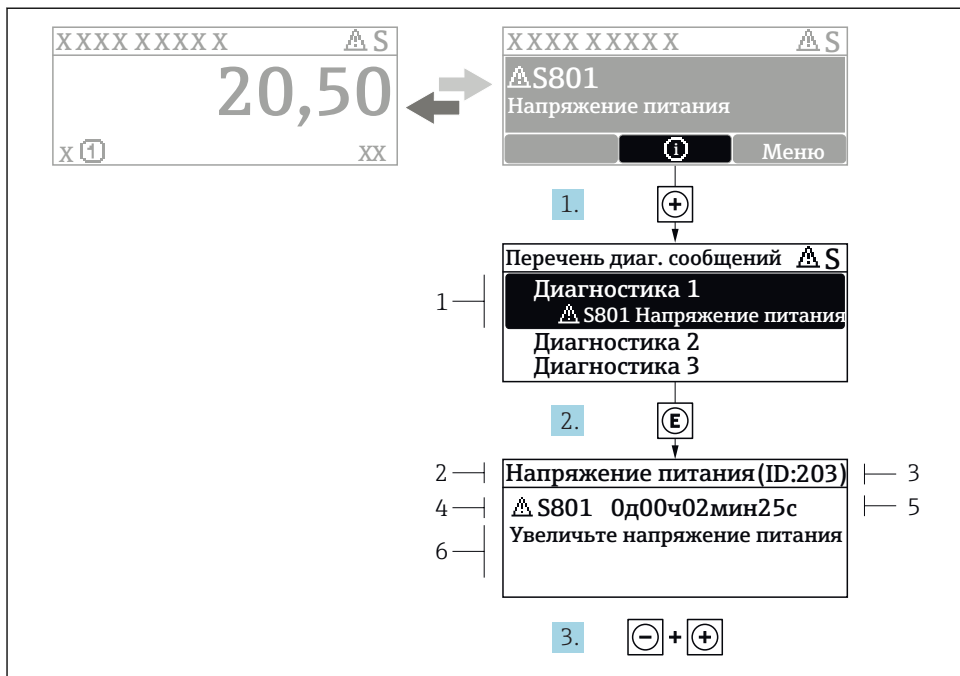 XXXX XXXXX ⚠S
20,50
X ① XX
XXXX XXXXX ⚠S
⚠S801
Напряжение питания
ⓘ Меню
1. +
Перечень диаг. сообщений ⚠S
1
Диагностика 1
⚠ S801 Напряжение питания
Диагностика 2
Диагностика 3
2. E
2 Напряжение питания (ID:203) 3
4 ⚠ S801 0д00ч02мин25с 5
6 Увеличьте напряжение питания
3. − + +